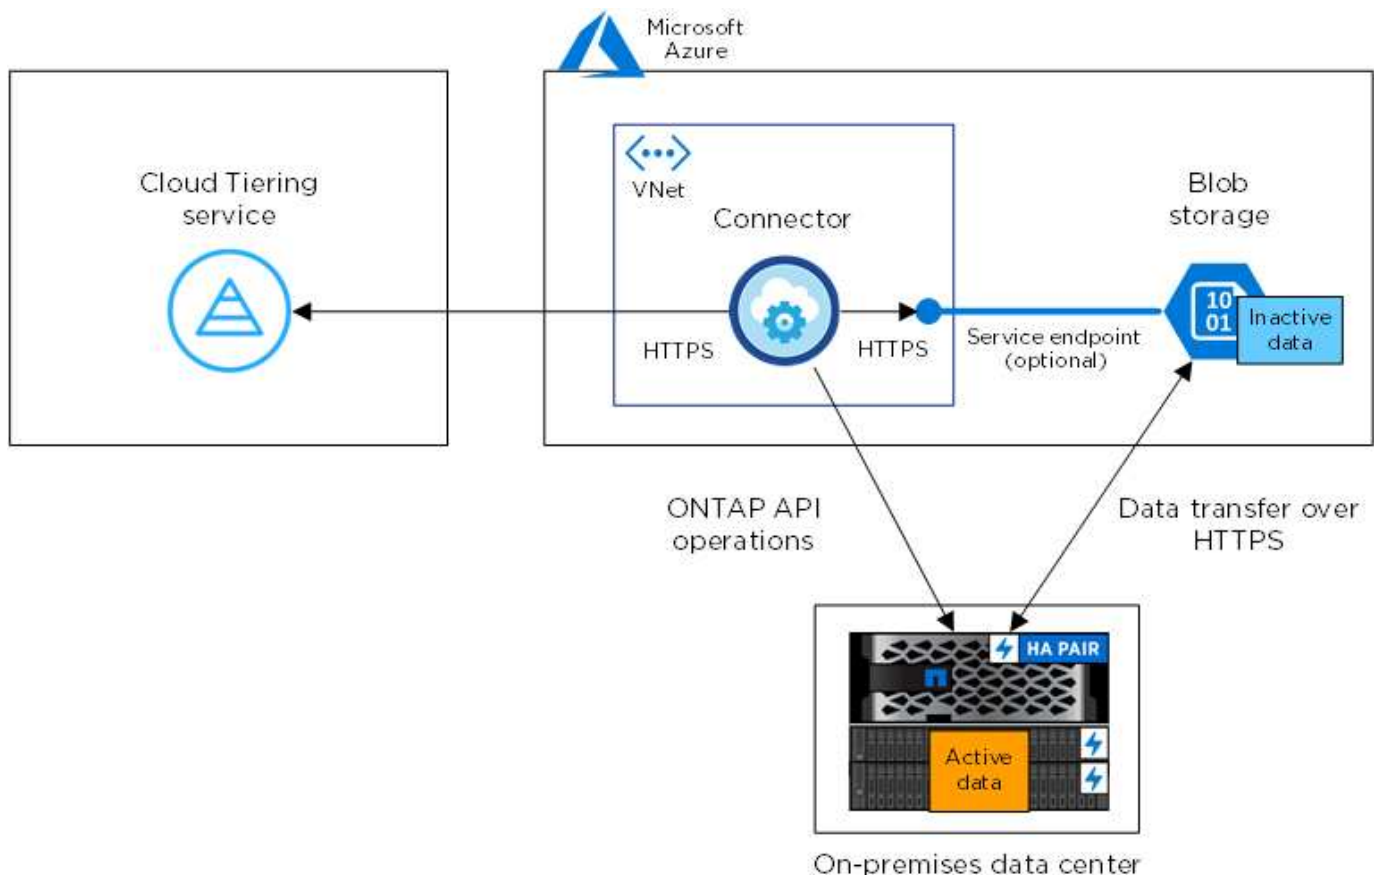 Microsoft
Azure
Cloud Tiering
service
VNet
Connector
Blob
storage
HTTPS
HTTPS
Service endpoint
(optional)
10
01
Inactive
data
ONTAP API
operations
Data transfer over
HTTPS
HA PAIR
Active
data
On-premises data center